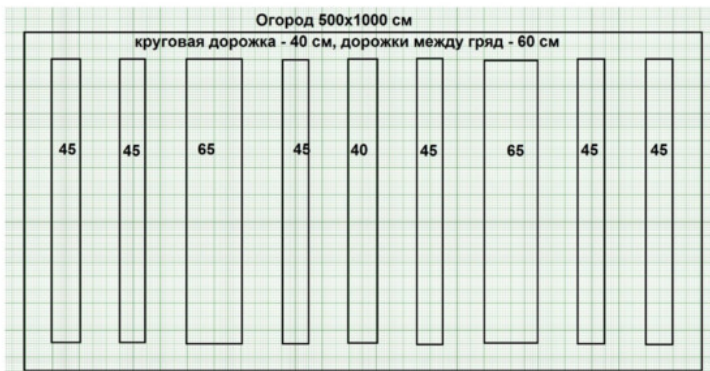 Огород 500х1000 см
круговая дорожка - 40 см, дорожки между гряд - 60 см
45 45 65 45 40 45 65 45 45